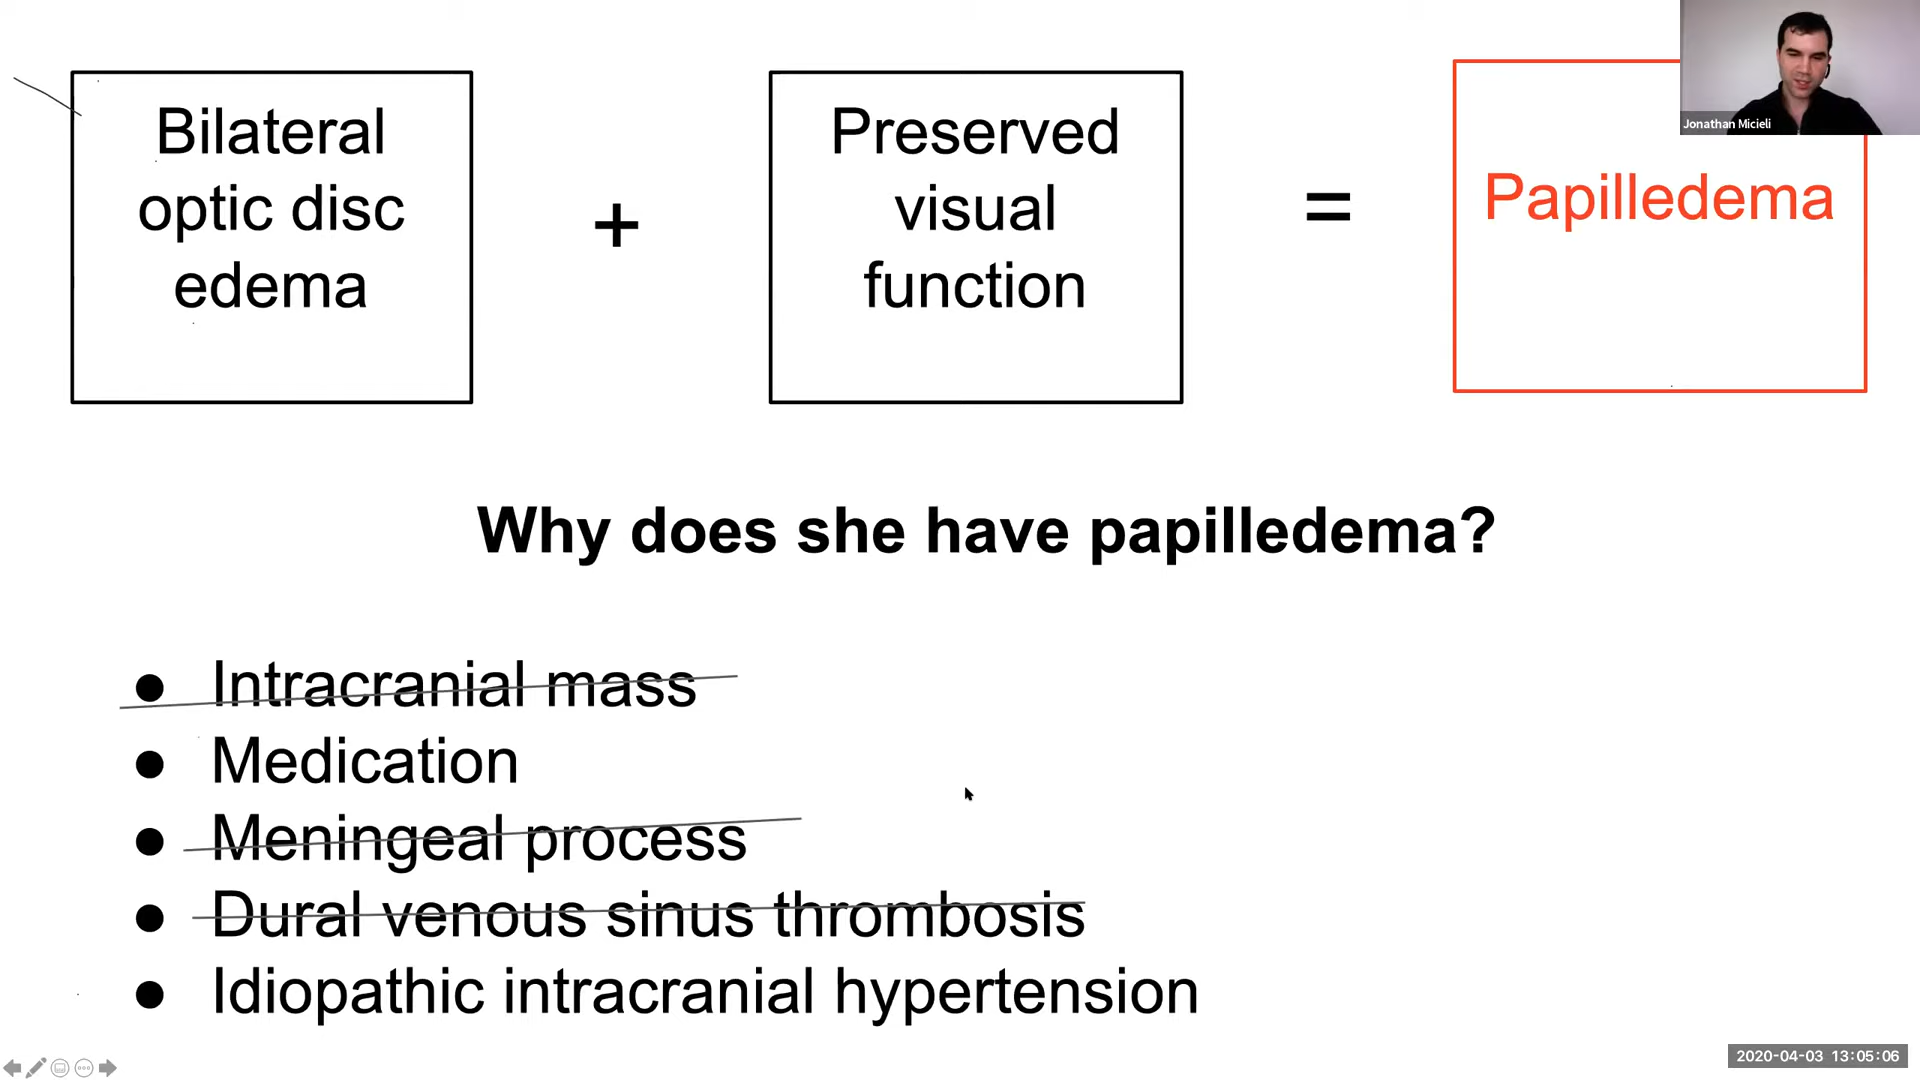 Bilateral
optic disc
edema
+
Preserved
visual
function
=
Papilledema
Jonathan Micieli
Why does she have papilledema?
● Intracranial mass
● Medication
● Meningeal process
● Dural venous sinus thrombosis
● Idiopathic intracranial hypertension
2020-04-03 13:05:06